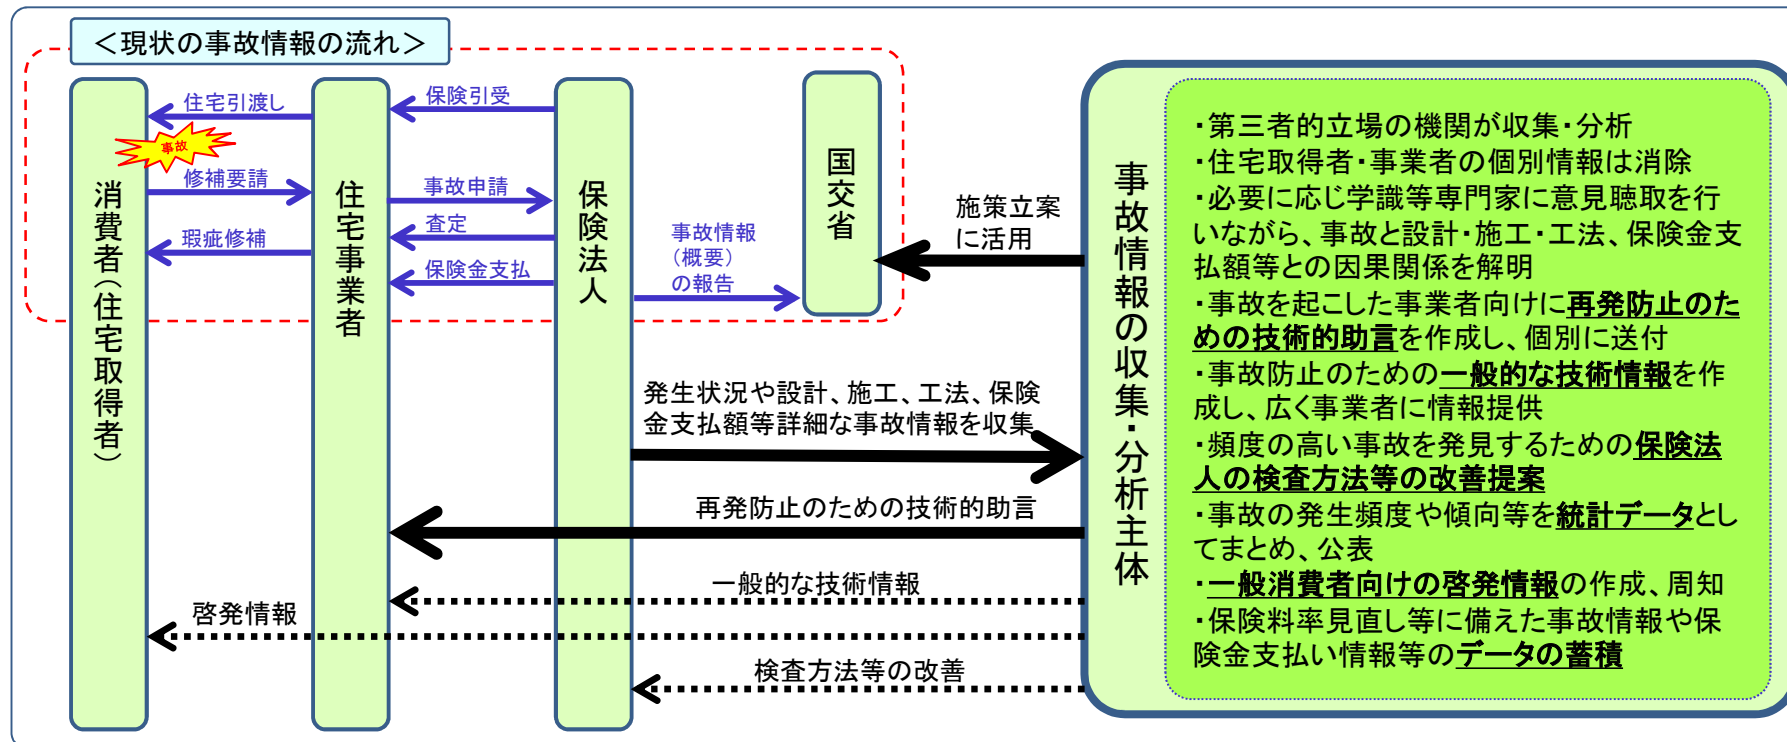 ＜現状の事故情報の流れ＞
住宅引渡し
保険引受
事故
修補要請
事故申請
査定
瑕疵修補
保険金支払
事故情報
（概要）
の報告
消費者（住宅取得者）
住宅事業者
保険法人
国交省
施策立案
に活用
発生状況や設計、施工、工法、保険
金支払額等詳細な事故情報を収集
再発防止のための技術的助言
一般的な技術情報
啓発情報
検査方法等の改善
事故情報の収集・分析主体
・第三者的立場の機関が収集・分析
・住宅取得者・事業者の個別情報は消除
・必要に応じ学識等専門家に意見聴取を行
いながら、事故と設計・施工・工法、保険金支
払額等との因果関係を解明
・事故を起こした事業者向けに再発防止のた
めの技術的助言を作成し、個別に送付
・事故防止のための一般的な技術情報を作
成し、広く事業者に情報提供
・頻度の高い事故を発見するための保険法
人の検査方法等の改善提案
・事故の発生頻度や傾向等を統計データとし
てまとめ、公表
・一般消費者向けの啓発情報の作成、周知
・保険料率見直し等に備えた事故情報や保
険金支払い情報等のデータの蓄積